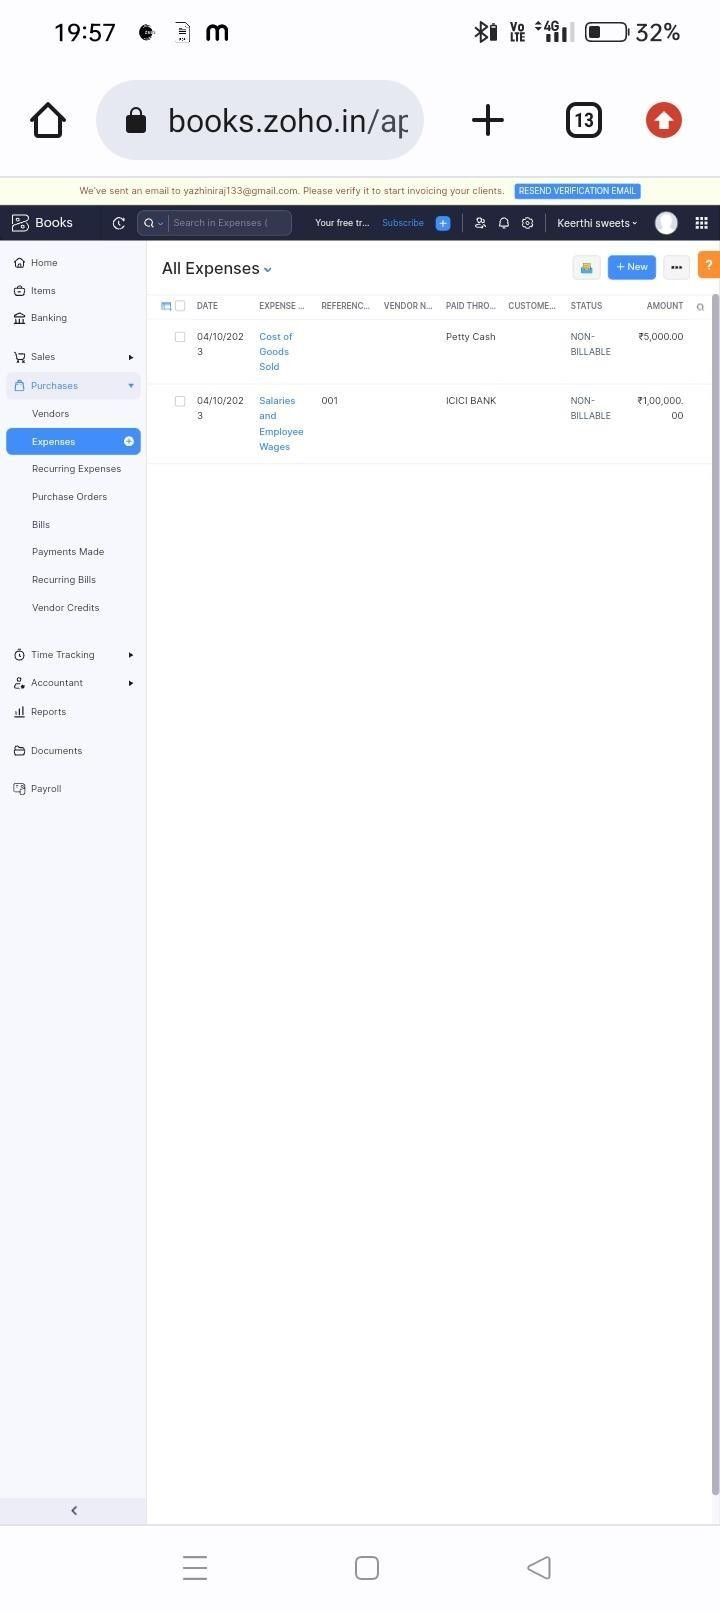 19:57
m
Vo
LTE
4G
32%
books.zoho.in/ap
13
We've sent an email to yazhiniraj133@gmail.com. Please verify it to start invoicing your clients. RESEND VERIFICATION EMAIL
Books
Search in Expenses (
Your free tr...
Subscribe
Keerthi sweets
Home
Items
Banking
Sales
Purchases
Vendors
Expenses
Recurring Expenses
Purchase Orders
Bills
Payments Made
Recurring Bills
Vendor Credits
Time Tracking
Accountant
Reports
Documents
Payroll
All Expenses
+ New
?
DATE EXPENSE ... REFERENC... VENDOR N... PAID THRO... CUSTOME... STATUS AMOUNT
04/10/202 Cost of Petty Cash NON- ₹5,000.00
3 Goods BILLABLE
Sold
04/10/202 Salaries 001 ICICI BANK NON- ₹1,00,000.
3 and BILLABLE 00
Employee
Wages